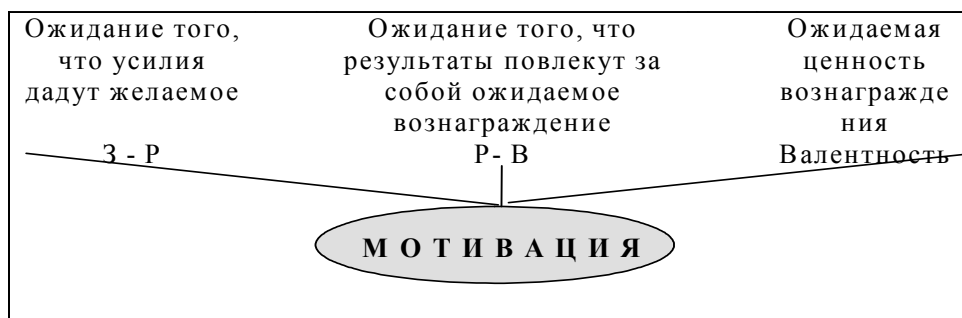 Ожидание того,
что усилия
дадут желаемое
З - Р
Ожидание того, что
результаты повлекут за
собой ожидаемое
вознаграждение
Р- В
Ожидаемая
ценность
вознагражде
ния
Валентность
МОТИВАЦИЯ